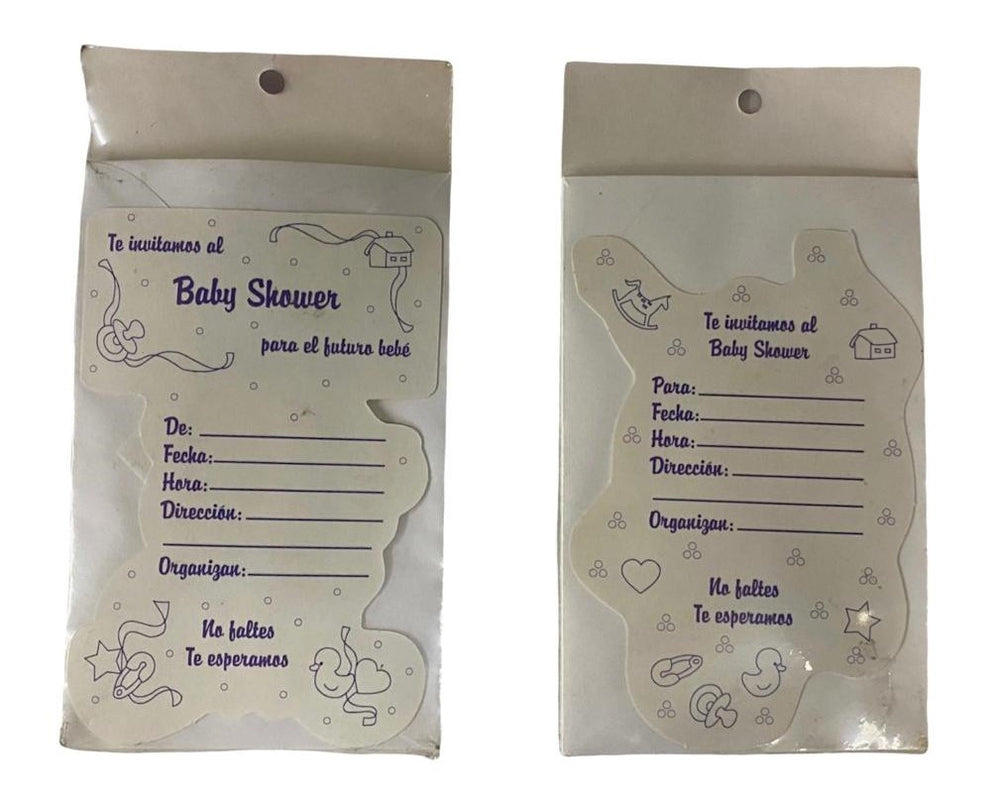 Te invitamos al
Baby Shower
para el futuro bebé
De:
Fecha:
Hora:
Dirección:
Organizan:
No faltes
Te esperamos
Te invitamos al
Baby Shower
Para:
Fecha:
Hora:
Dirección:
Organizan:
No faltes
Te esperamos